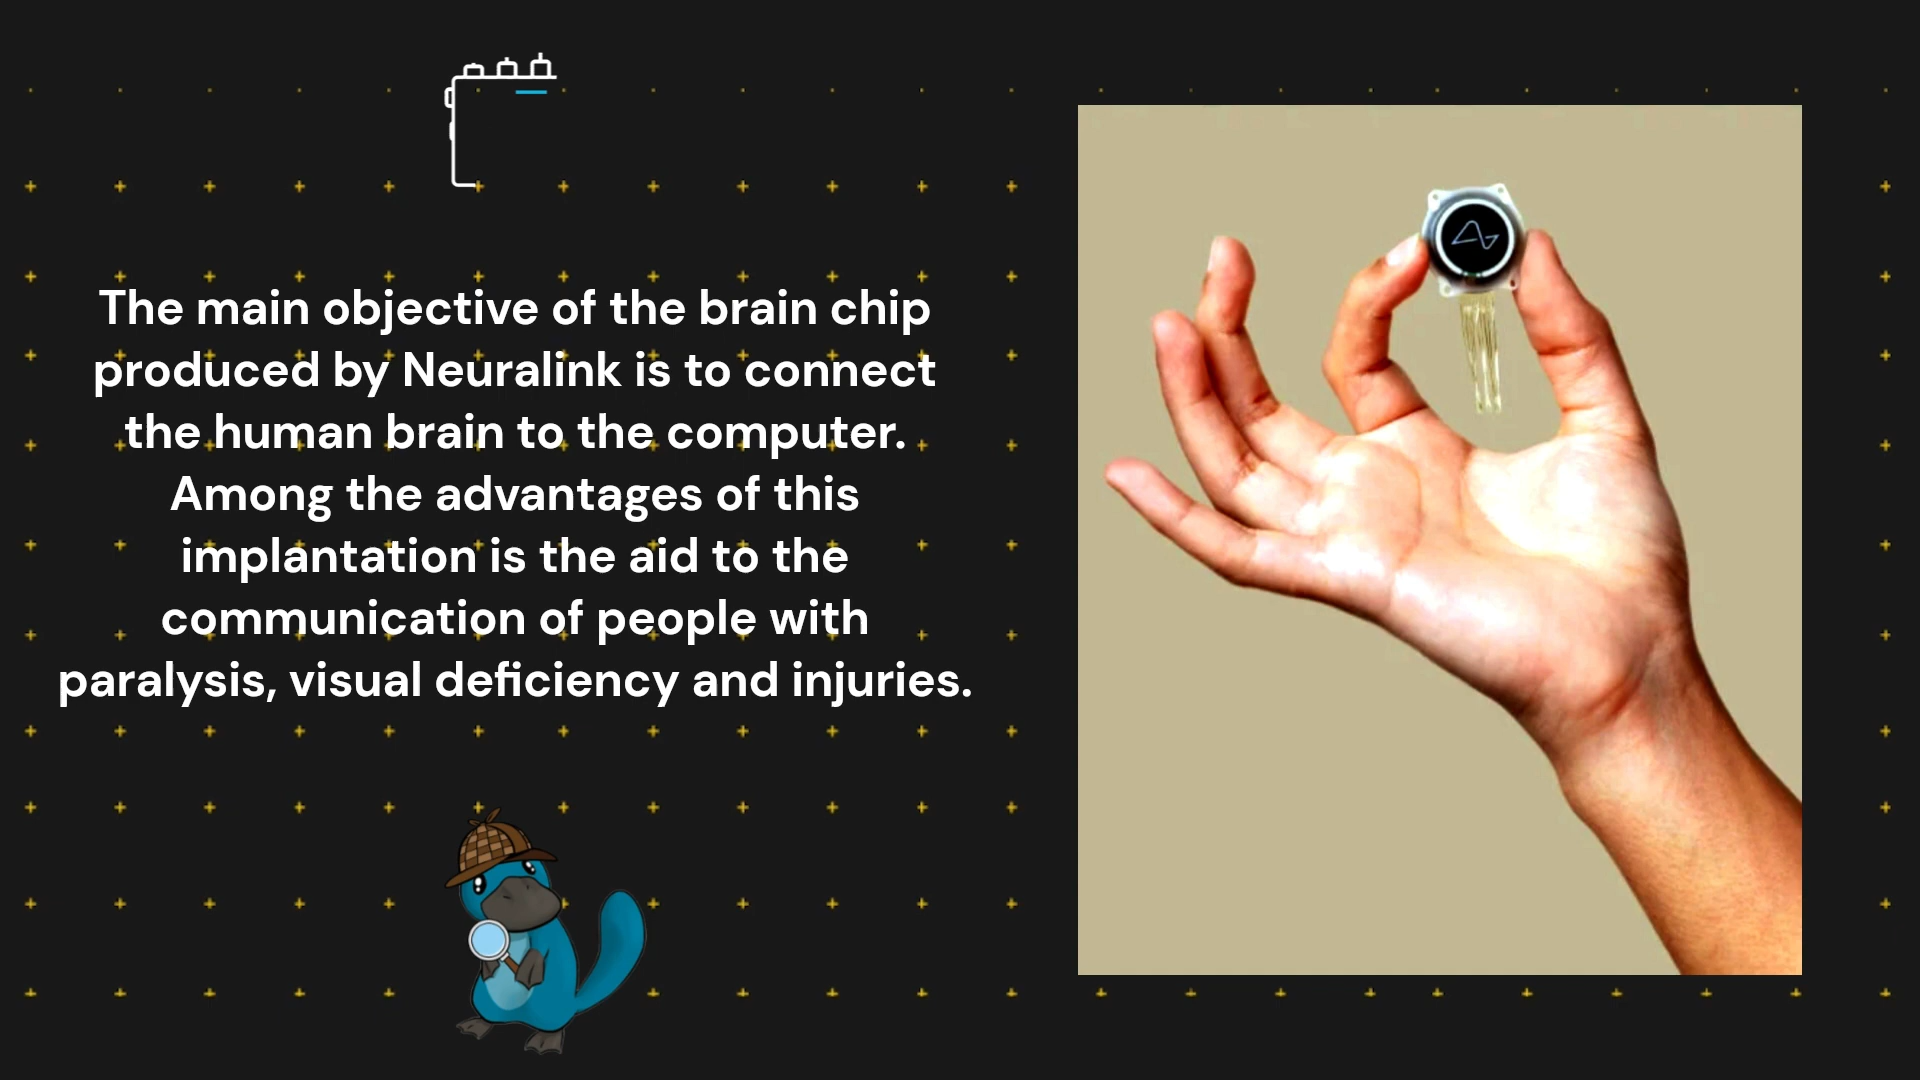 The main objective of the brain chip
produced by Neuralink is to connect
the human brain to the computer.
Among the advantages of this
implantation is the aid to the
communication of people with
paralysis, visual deficiency and injuries.